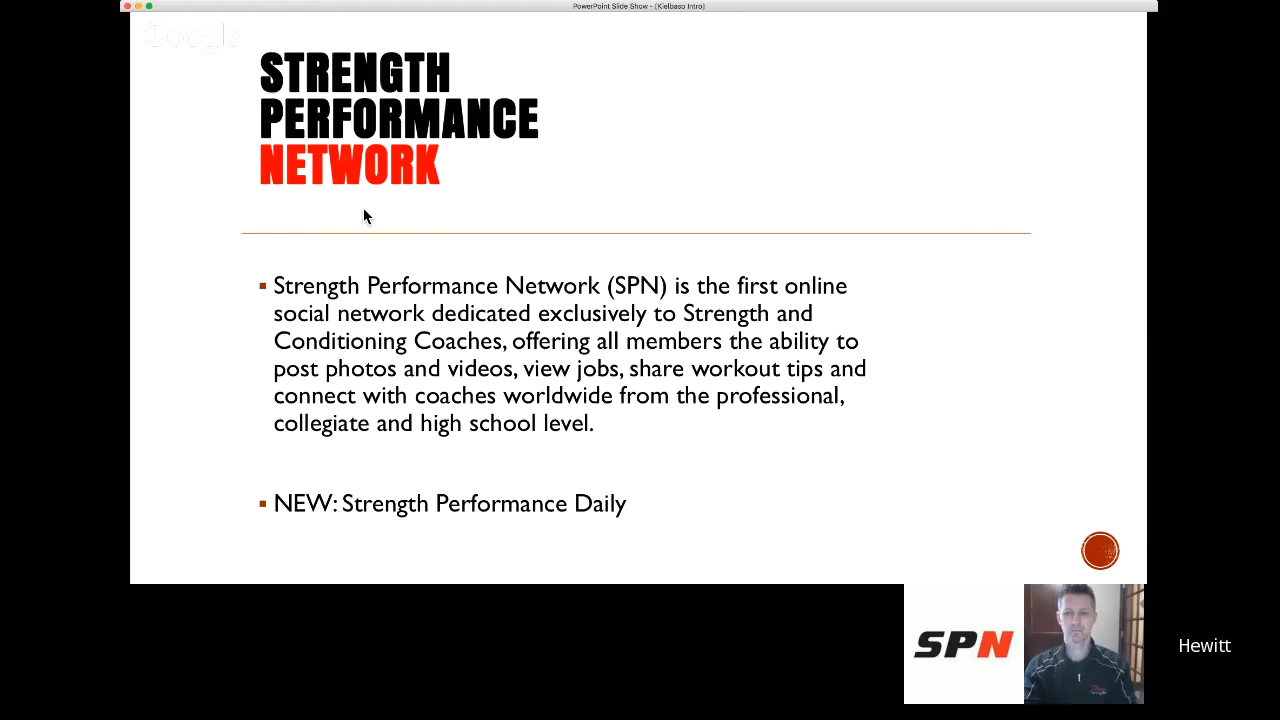 PowerPoint Slide Show - [Kielbaso Intro]
Google
STRENGTH
PERFORMANCE
NETWORK
▪ Strength Performance Network (SPN) is the first online
social network dedicated exclusively to Strength and
Conditioning Coaches, offering all members the ability to
post photos and videos, view jobs, share workout tips and
connect with coaches worldwide from the professional,
collegiate and high school level.
▪ NEW: Strength Performance Daily
SPN
Hewitt